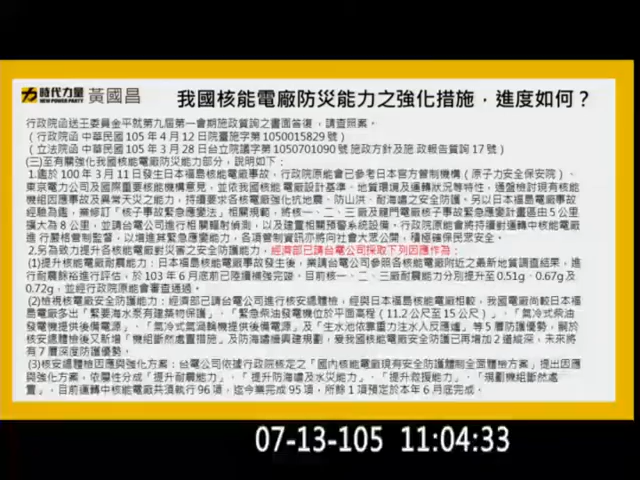 時代力量 黃國昌 我國核能電廠防災能力之強化措施，進度如何？
NEW POWER PARTY
行政院函送王委員金平就第九屆第一會期施政質詢之書面答復，請查照案。
（行政院函 中華民國 105 年 4 月 12 日院臺施字第 1050015829 號）
（立法院函 中華民國 105 年 3 月 28 日台立院議字第 1050701090 號 施政方針及施 政報告質詢 17 號）
(三)至有關強化我國核能電廠防災能力部分，說明如下：
1.鑑於 100 年 3 月 11 日發生日本福島核能電廠事故，行政院原能會已參考日本官方管制機構（原子力安全保安院）、
東京電力公司及國際重要核能機構意見，並依我國核能電廠設計基準、地質環境及運轉狀況等特性，通盤檢討現有核能
機組因應事故及異常天災之能力，持續要求各核能電廠強化抗地震、防山洪、耐海嘯之安全防護。另以日本福島電廠事故
經驗為鑑，業修訂「核子事故緊急應變法」相關規範，將核一、二、三廠及龍門電廠核子事故緊急應變計畫區由 5 公里
擴大為 8 公里，並請台電公司進行相關輻射偵測，以及建置相關預警系統設備，行政院原能會將持續對運轉中核能電廠
進 行嚴格管制監督，以增進其緊急應變能力，各項管制資訊亦將向社會大眾公開，積極確保民眾安全。
2.另為致力提升各核能電廠對災害之安全防護能力，經濟部已請台電公司採取下列因應作為：
(1)提升核能電廠耐震能力：日本福島核能電廠事故發生後，業請台電公司參照各核能電廠附近之最新地質調查結果，進
行耐震餘裕進行評估，於 103 年 6 月底前已陸續補強完竣，目前核一、二、三廠耐震能力分別提升至 0.51g、0.67g 及
0.72g，並經行政院原能會審查通過。
(2)檢視核電廠安全防護能力：經濟部已請台電公司進行核安總體檢，經與日本福島核能電廠相較，我國電廠尚較日本福
島電廠多出「緊要海水泵有建築物保護」、「緊急柴油發電機位於平面高程（11.2 公尺至 15 公尺）」、「氣冷式柴油
發電機提供後備電源」、「氣冷式氣渦輪機提供後備電源」及「生水池依靠重力注水入反應爐」等 5 層防護優勢，關於
核安總體檢後又新增「機組斷然處置措施」及防海嘯牆興建規劃，爰我國核能電廠安全防護已再增加 2 道縱深，未來將
有 7 層深度防護優勢。
(3)核安總體檢因應與強化方案：台電公司依據行政院核定之「國內核能電廠現有安全防護體制全面體檢方案」提出因應
與強化方案，依屬性分成「提升耐震能力」、「 提升防海嘯及水災能力」、「提升救援能力」、「規劃機組斷然處
置」，目前運轉中核能電廠共須執行 96 項，迄今業完成 95 項，所餘 1 項預定於本年 6 月底完成。
07-13-105 11:04:33